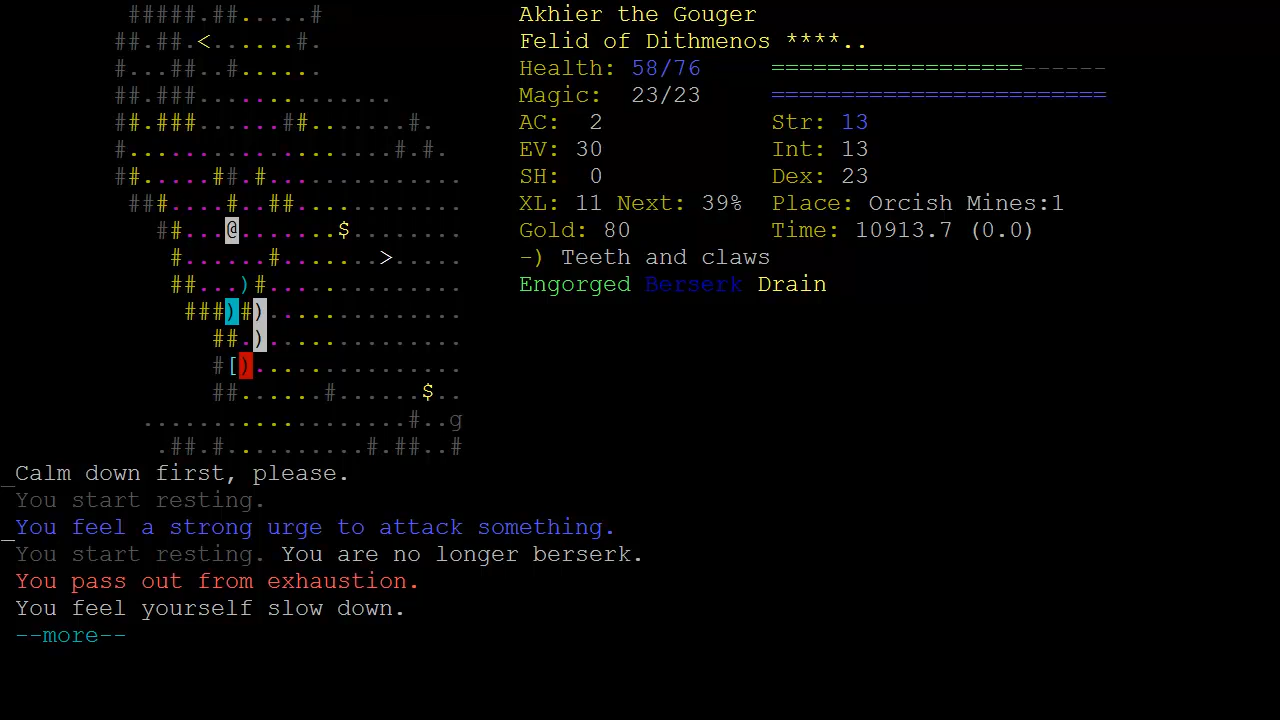 #####.##.....#
##.##.<......#.
#...##..#......
##.###..............
##.###......##.......#.
#...................#.#.
##.....##.#..............
###....#..##............
##...@.......$........
#......#.......>.....
##...)#..............
###)#)..............
##.)..............
#[)...............
##.......#......$..
...................#..g
.##.#..........#.##..#
Akhier the Gouger
Felid of Dithmenos ****..
Health: 58/76 ==================------
Magic: 23/23 ========================
AC: 2 Str: 13
EV: 30 Int: 13
SH: 0 Dex: 23
XL: 11 Next: 39% Place: Orcish Mines:1
Gold: 80 Time: 10913.7 (0.0)
-) Teeth and claws
Engorged Berserk Drain
_Calm down first, please.
You start resting.
_You feel a strong urge to attack something.
You start resting. You are no longer berserk.
You pass out from exhaustion.
You feel yourself slow down.
--more--